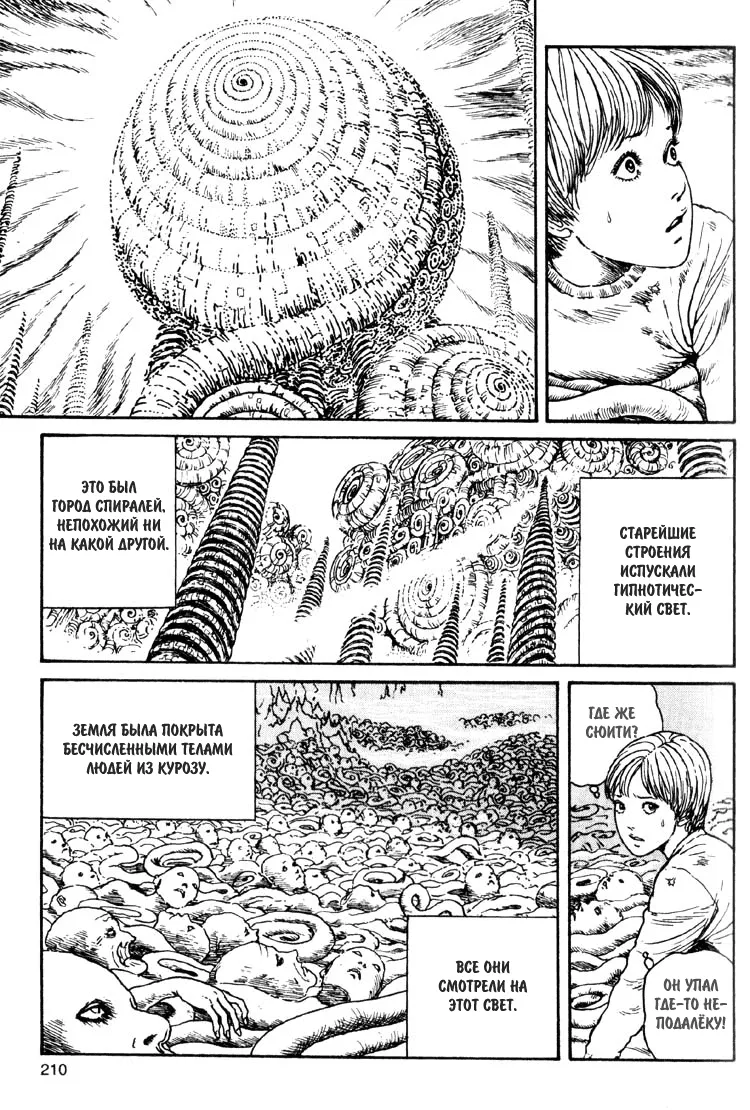 ЭТО БЫЛ
ГОРОД СПИРАЛЕЙ,
НЕПОХОЖИЙ НИ
НА КАКОЙ ДРУГОЙ.
СТАРЕЙШИЕ
СТРОЕНИЯ
ИСПУСКАЛИ
ГИПНОТИЧЕС-
КИЙ СВЕТ.
ЗЕМЛЯ БЫЛА ПОКРЫТА
БЕСЧИСЛЕННЫМИ ТЕЛАМИ
ЛЮДЕЙ ИЗ КУРОЗУ.
ВСЕ ОНИ
СМОТРЕЛИ НА
ЭТОТ СВЕТ.
ГДЕ ЖЕ
СЮИТИ?
ОН УПАЛ
ГДЕ-ТО НЕ-
ПОДАЛЁКУ!
210